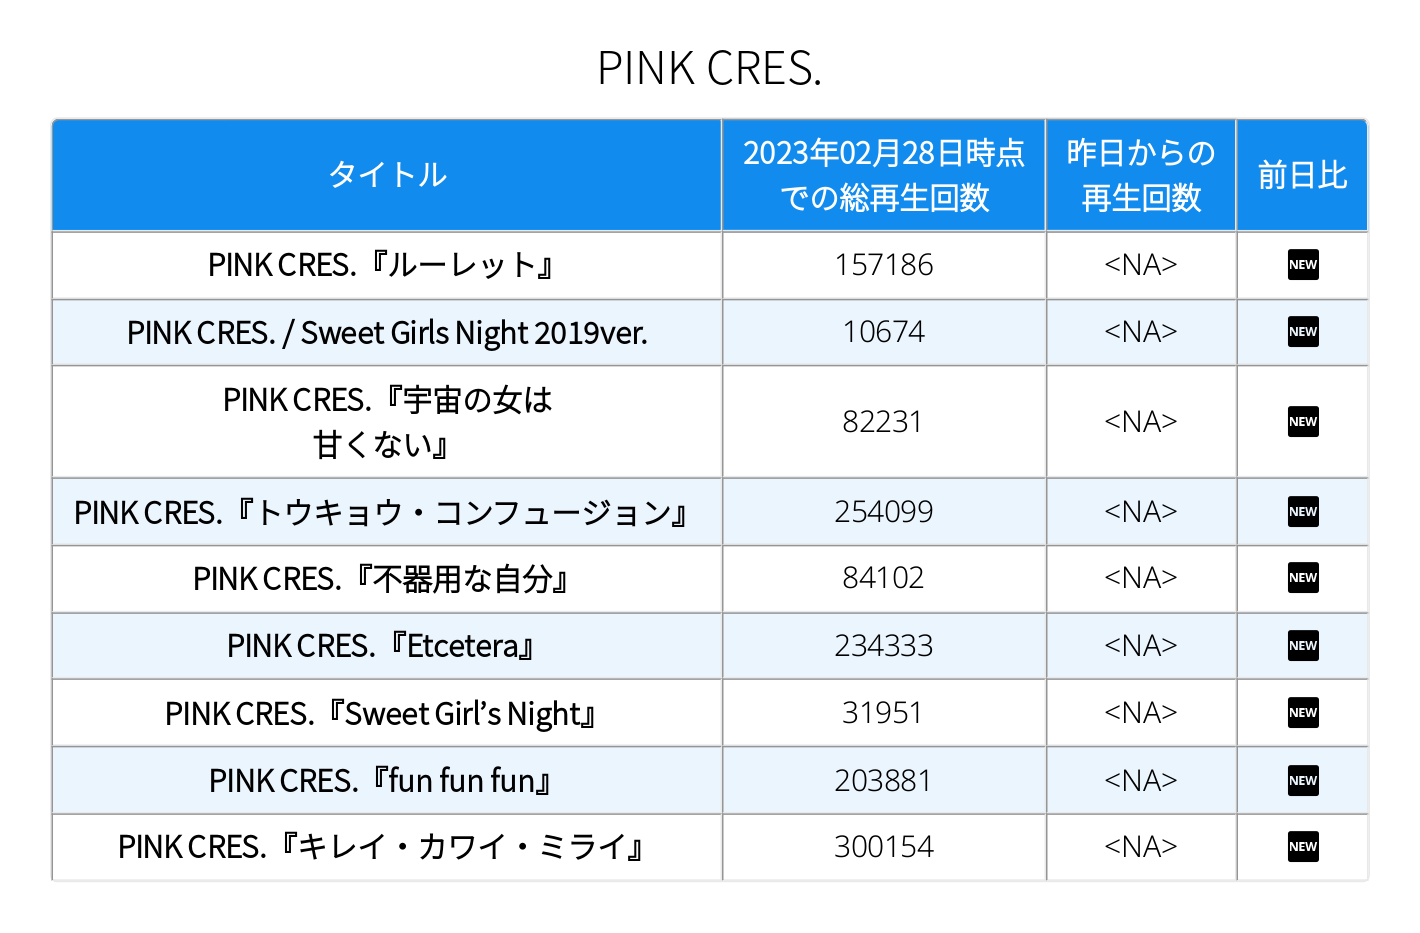 PINK CRES.
タイトル
2023年02月28日時点
での総再生回数
昨日からの
再生回数
前日比
PINK CRES.『ルーレット』 157186 <NA> NEW
PINK CRES. / Sweet Girls Night 2019ver. 10674 <NA> NEW
PINK CRES.『宇宙の女は
甘くない』 82231 <NA> NEW
PINK CRES.『トウキョウ・コンフュージョン』 254099 <NA> NEW
PINK CRES.『不器用な自分』 84102 <NA> NEW
PINK CRES.『Etcetera』 234333 <NA> NEW
PINK CRES.『Sweet Girl’s Night』 31951 <NA> NEW
PINK CRES.『fun fun fun』 203881 <NA> NEW
PINK CRES.『キレイ・カワイ・ミライ』 300154 <NA> NEW